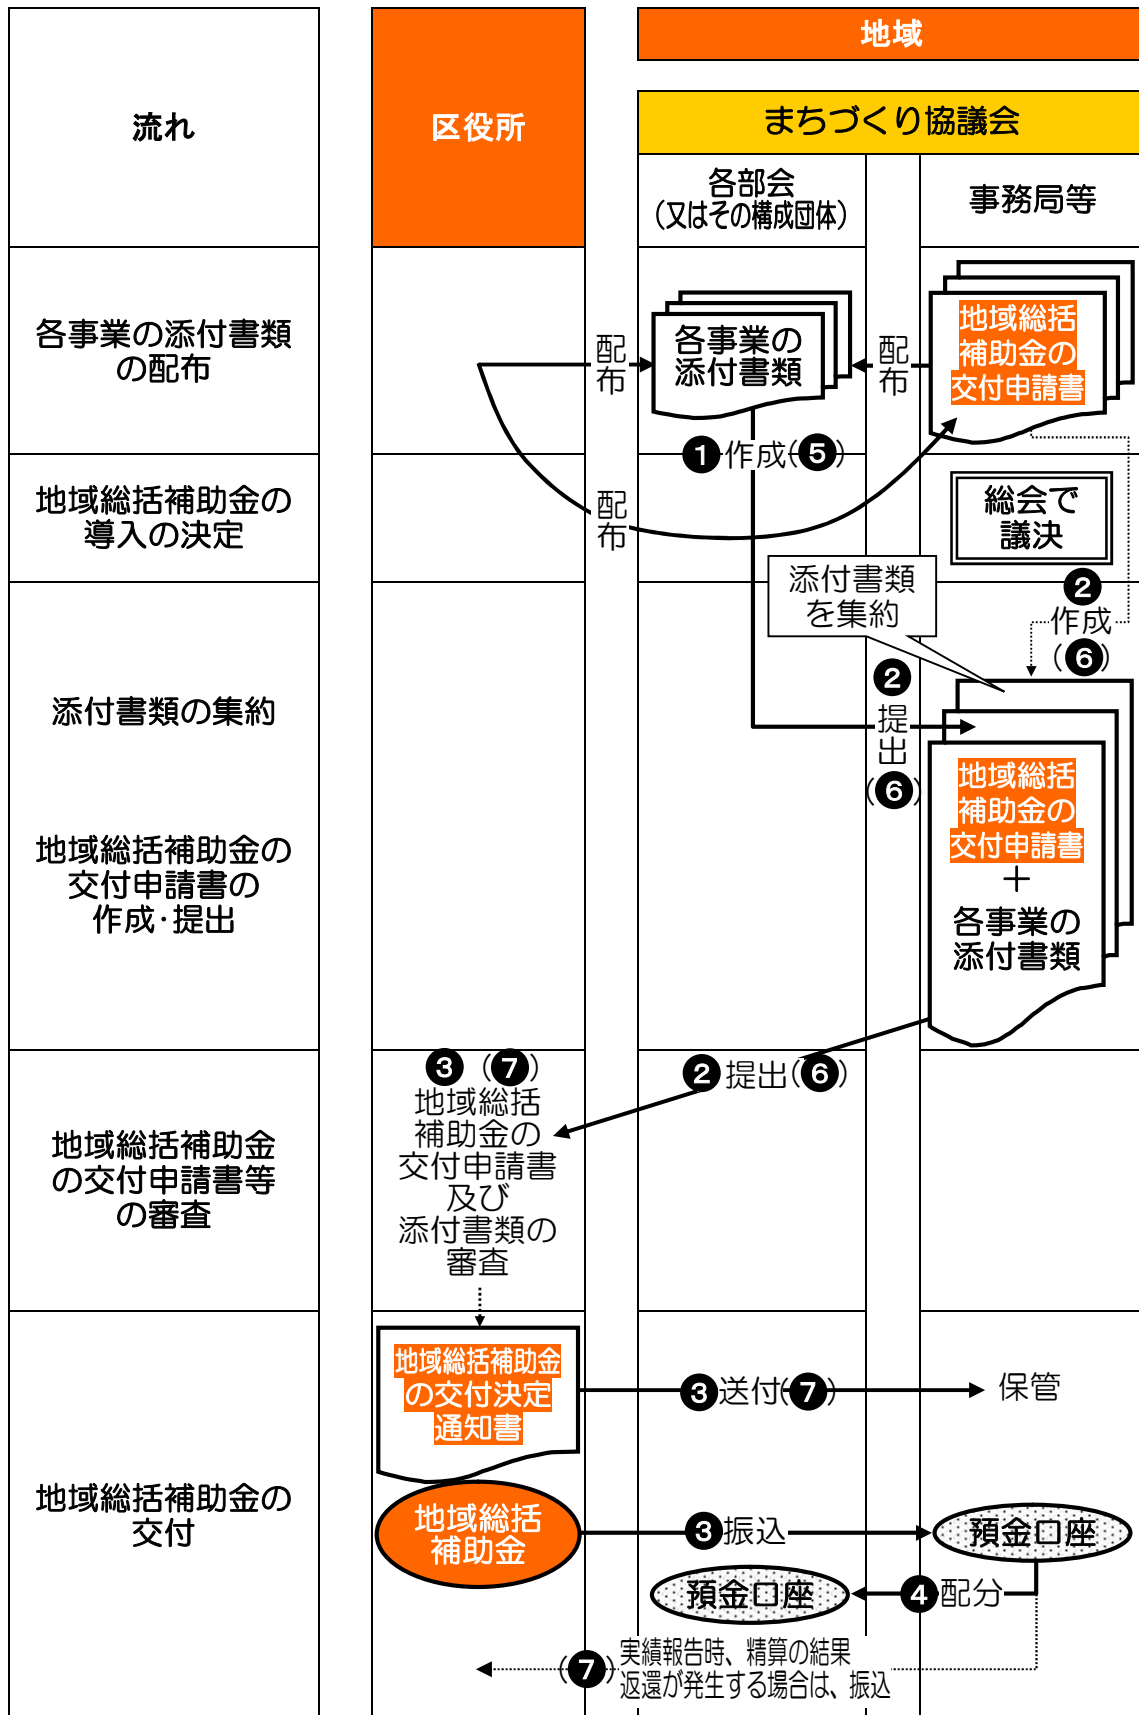 流れ
区役所
地域
まちづくり協議会
各部会
(又はその構成団体)
事務局等
各事業の添付書類
の配布
配布
各事業の
添付書類
配布
地域総括
補助金の
交付申請書
❶作成(❺)
地域総括補助金の
導入の決定
配布
総会で
議決
添付書類
を集約
❷
作成
(❻)
添付書類の集約
❷
提出
(❻)
地域総括補助金の
交付申請書の
作成・提出
地域総括
補助金の
交付申請書
＋
各事業の
添付書類
地域総括補助金
の交付申請書等
の審査
❸ (❼)
地域総括
補助金の
交付申請書
及び
添付書類の
審査
❷提出(❻)
地域総括補助金の
交付
地域総括補助金
の交付決定
通知書
❸送付(❼)
保管
地域総括
補助金
❸振込
預金口座
預金口座
❹配分
(❼)
実績報告時、精算の結果
返還が発生する場合は、振込